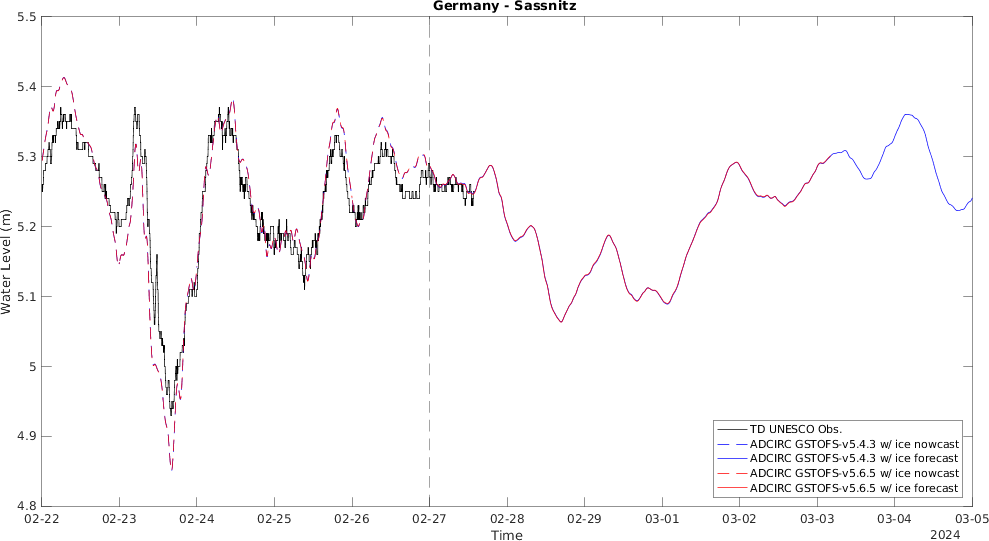 Germany - Sassnitz
5.5
5.4
5.3
5.2
5.1
5
4.9
4.8
Water Level (m)
TD UNESCO Obs.
ADCIRC GSTOFS-v5.4.3 w/ ice nowcast
ADCIRC GSTOFS-v5.4.3 w/ ice forecast
ADCIRC GSTOFS-v5.6.5 w/ ice nowcast
ADCIRC GSTOFS-v5.6.5 w/ ice forecast
02-22 02-23 02-24 02-25 02-26 02-27 02-28 02-29 03-01 03-02 03-03 03-04 03-05
Time
2024